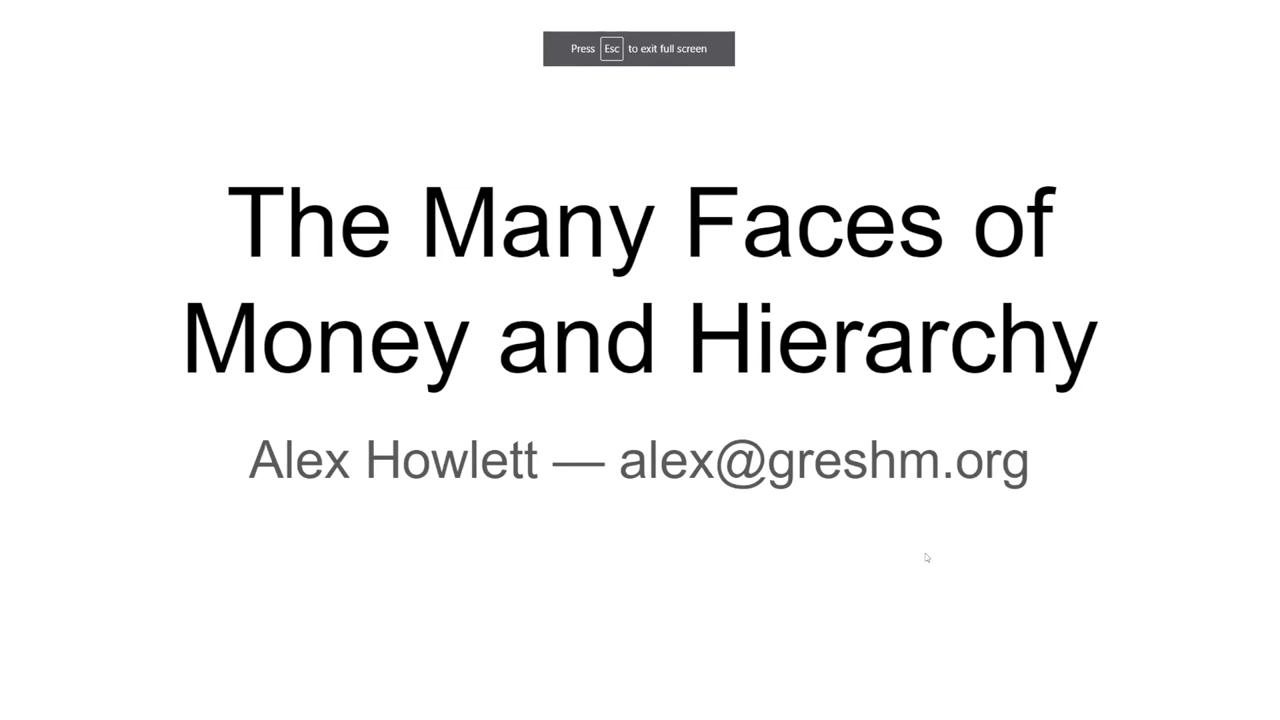 Press Esc to exit full screen
The Many Faces of
Money and Hierarchy
Alex Howlett — alex@greshm.org